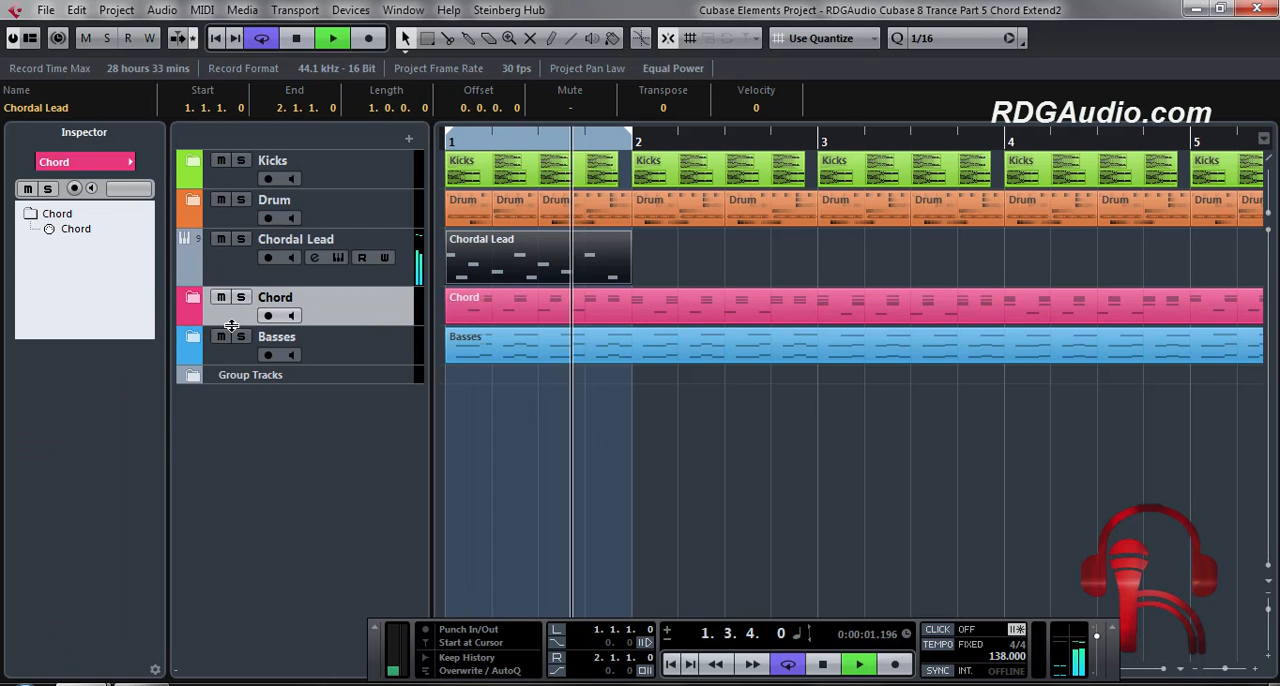 File Edit Project Audio MIDI Media Transport Devices Window Help Steinberg Hub Cubase Elements Project - RDGAudio Cubase 8 Trance Part 5 Chord Extend2
M S R W Use Quantize Q 1/16
Record Time Max 28 hours 33 mins Record Format 44.1 kHz - 16 Bit Project Frame Rate 30 fps Project Pan Law Equal Power
Name Start End Length Offset Mute Transpose Velocity
Chordal Lead 1. 1. 1. 0 2. 1. 1. 0 1. 0. 0. 0 0. 0. 0. 0 - 0 0
RDGAudio.com
Inspector
1 2 3 4 5
Chord
M S
Chord
Chord
m S Kicks
Kicks Kicks Kicks Kicks Kicks
m S Drum
Drum Drum Drum Drum Drum Drum Drum Drum Drum Drum Drum
9 m S Chordal Lead
e R W
Chordal Lead
m S Chord
Chord
m S Basses
Basses
Group Tracks
Punch In/Out
Start at Cursor
Keep History
Overwrite / AutoQ
L 1. 1. 1. 0
0. 0
R 2. 1. 1. 0
0. 0
1. 3. 4. 0 0:00:01.196
CLICK OFF
TEMPO FIXED 4/4
138.000
SYNC INT. OFFLINE